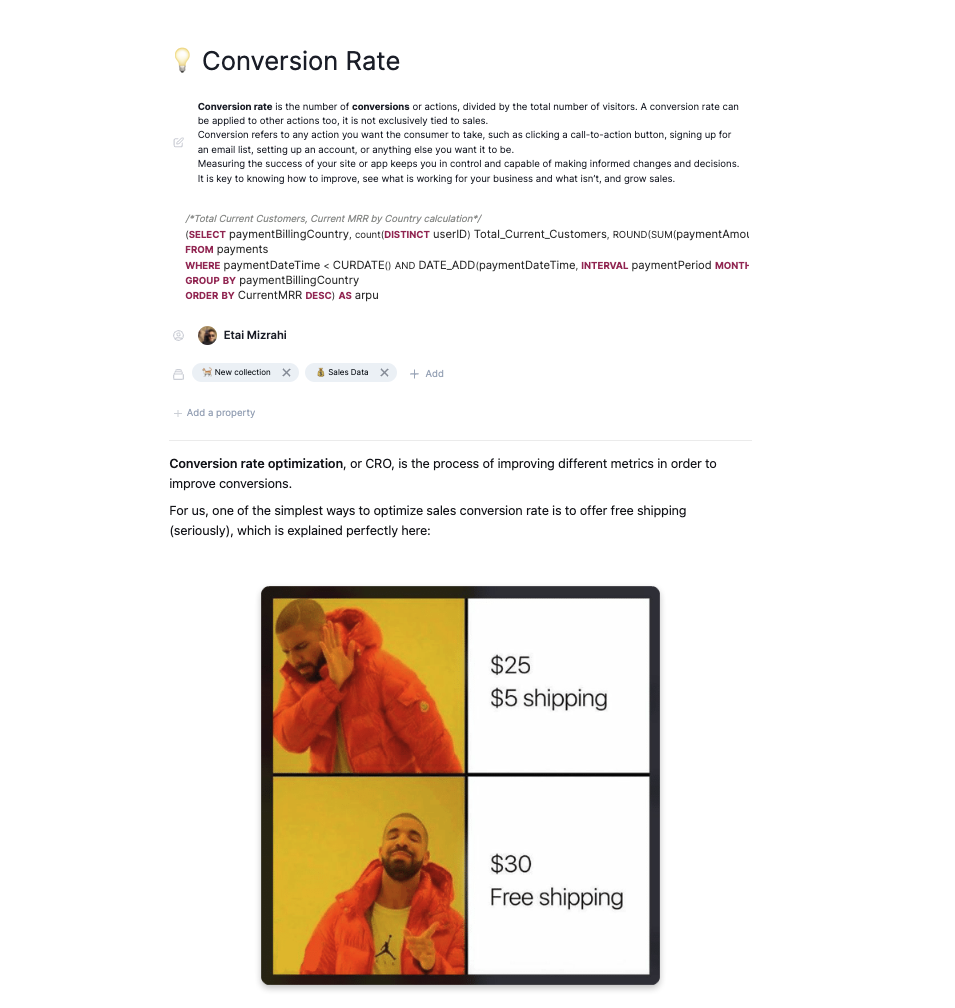 Conversion Rate
Conversion rate is the number of conversions or actions, divided by the total number of visitors. A conversion rate can
be applied to other actions too, it is not exclusively tied to sales.
Conversion refers to any action you want the consumer to take, such as clicking a call-to-action button, signing up for
an email list, setting up an account, or anything else you want it to be.
Measuring the success of your site or app keeps you in control and capable of making informed changes and decisions.
It is key to knowing how to improve, see what is working for your business and what isn't, and grow sales.
/*Total Current Customers, Current MRR by Country calculation*/
(SELECT paymentBillingCountry, count(DISTINCT userID) Total_Current_Customers, ROUND(SUM(paymentAmou
FROM payments
WHERE paymentDateTime < CURDATE() AND DATE_ADD(paymentDateTime, INTERVAL paymentPeriod MONTH
GROUP BY paymentBillingCountry
ORDER BY CurrentMRR DESC) AS arpu
Etai Mizrahi
New collection Sales Data + Add
+ Add a property
Conversion rate optimization, or CRO, is the process of improving different metrics in order to
improve conversions.
For us, one of the simplest ways to optimize sales conversion rate is to offer free shipping
(seriously), which is explained perfectly here:
$25
$5 shipping
$30
Free shipping